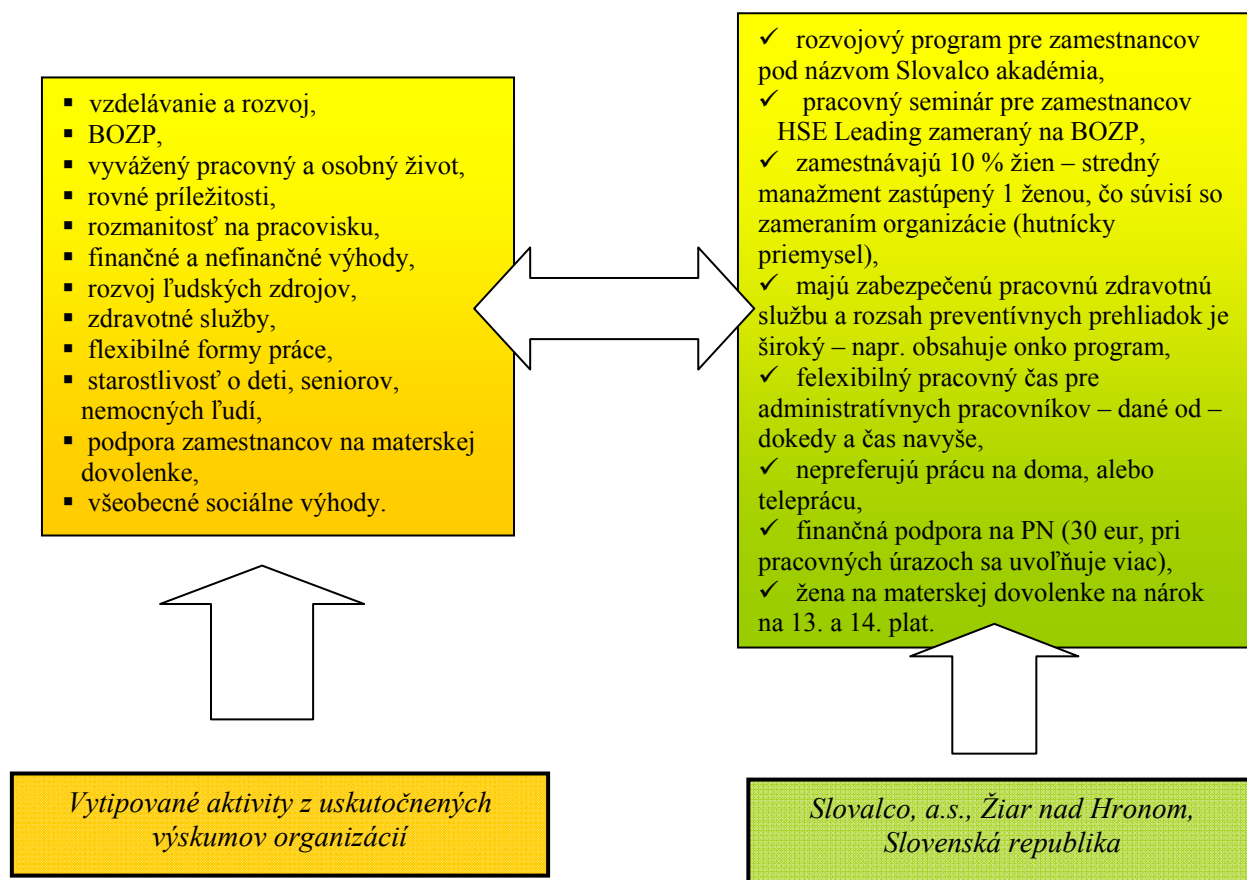 ▪ vzdelávanie a rozvoj,
▪ BOZP,
▪ vyvážený pracovný a osobný život,
▪ rovné príležitosti,
▪ rozmanitosť na pracovisku,
▪ finančné a nefinančné výhody,
▪ rozvoj ľudských zdrojov,
▪ zdravotné služby,
▪ flexibilné formy práce,
▪ starostlivosť o deti, seniorov,
nemocných ľudí,
▪ podpora zamestnancov na materskej
dovolenke,
▪ všeobecné sociálne výhody.
✓ rozvojový program pre zamestnancov
pod názvom Slovalco akadémia,
✓ pracovný seminár pre zamestnancov
HSE Leading zameraný na BOZP,
✓ zamestnávajú 10 % žien – stredný
manažment zastúpený 1 ženou, čo súvisí so
zameraním organizácie (hutnícky
priemysel),
✓ majú zabezpečenú pracovnú zdravotnú
službu a rozsah preventívnych prehliadok je
široký – napr. obsahuje onko program,
✓ felexibilný pracovný čas pre
administratívnych pracovníkov – dané od –
dokedy a čas navyše,
✓ nepreferujú prácu na doma, alebo
teleprácu,
✓ finančná podpora na PN (30 eur, pri
pracovných úrazoch sa uvoľňuje viac),
✓ žena na materskej dovolenke na nárok
na 13. a 14. plat.
Vytipované aktivity z uskutočnených
výskumov organizácií
Slovalco, a.s., Žiar nad Hronom,
Slovenská republika